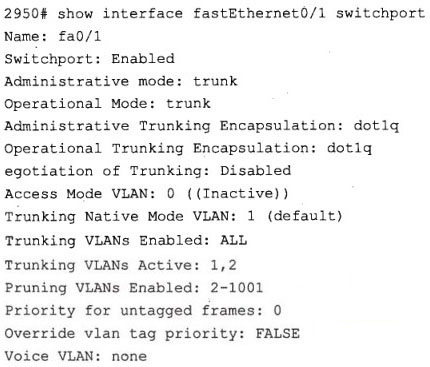 2950# show interface fastEthernet0/1 switchport
Name: fa0/1
Switchport: Enabled
Administrative mode: trunk
Operational Mode: trunk
Administrative Trunking Encapsulation: dot1q
Operational Trunking Encapsulation: dot1q
egotiation of Trunking: Disabled
Access Mode VLAN: 0 ((Inactive))
Trunking Native Mode VLAN: 1 (default)
Trunking VLANs Enabled: ALL
Trunking VLANs Active: 1,2
Pruning VLANs Enabled: 2-1001
Priority for untagged frames: 0
Override vlan tag priority: FALSE
Voice VLAN: none